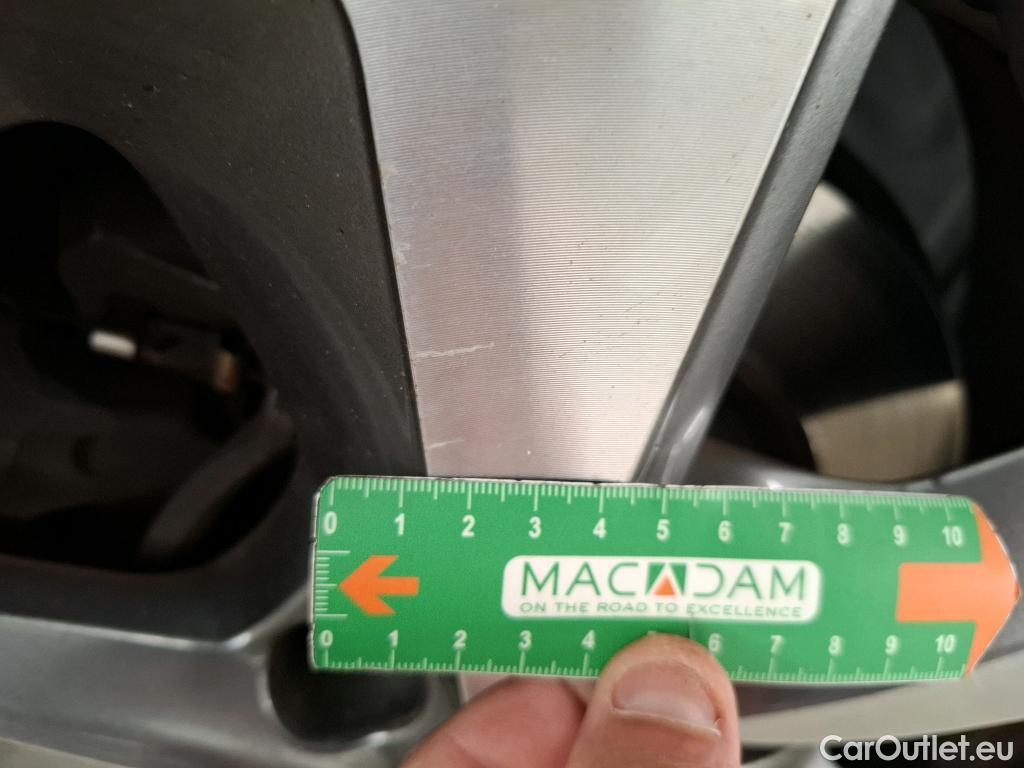 0 1 2 3 4 5 6 7 8 9 10
MACADAM
ON THE ROAD TO EXCELLENCE
0 1 2 3 4 6 7 8 9 10
CarOutlet.eu